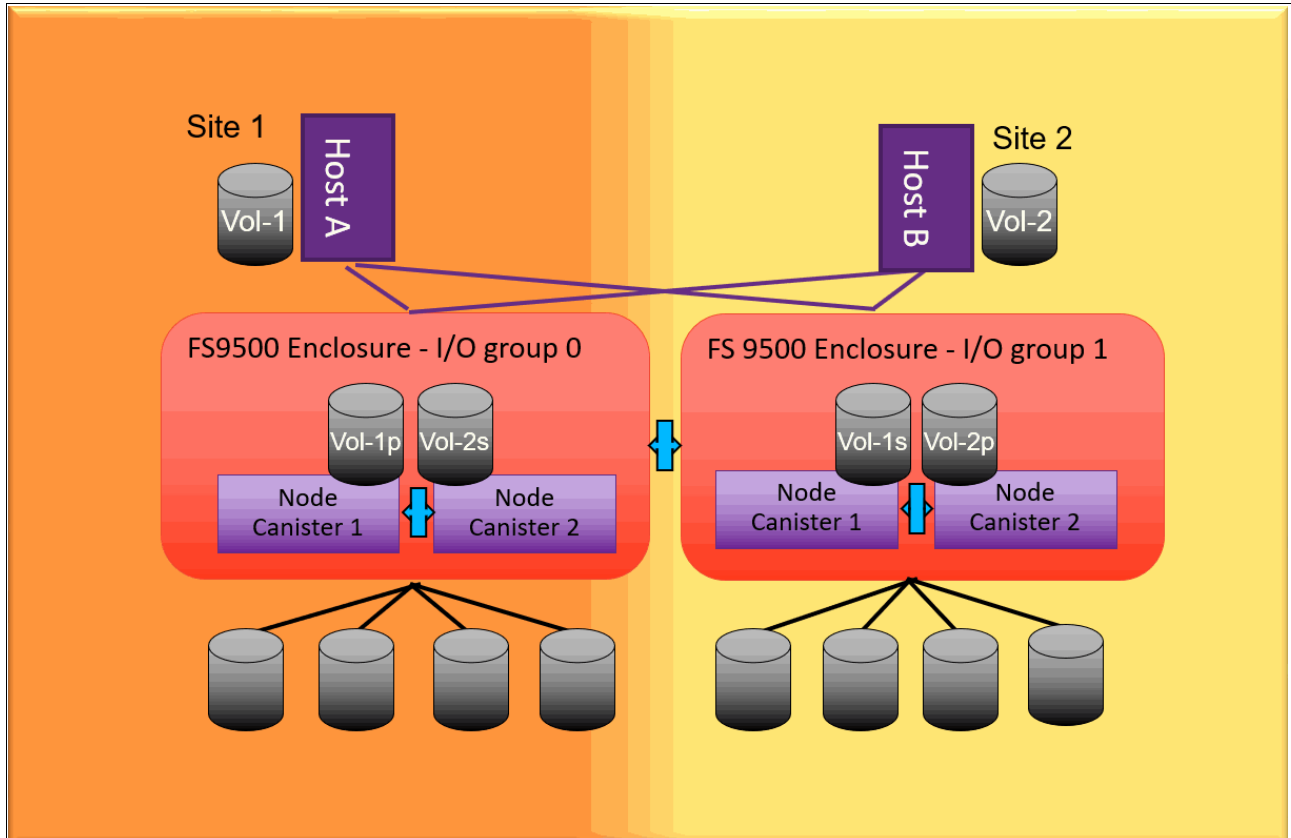 Site 1
Host A
Vol-1
Host B
Site 2
Vol-2
FS9500 Enclosure - I/O group 0
Vol-1p
Vol-2s
Node
Canister 1
Node
Canister 2
FS 9500 Enclosure - I/O group 1
Vol-1s
Vol-2p
Node
Canister 1
Node
Canister 2